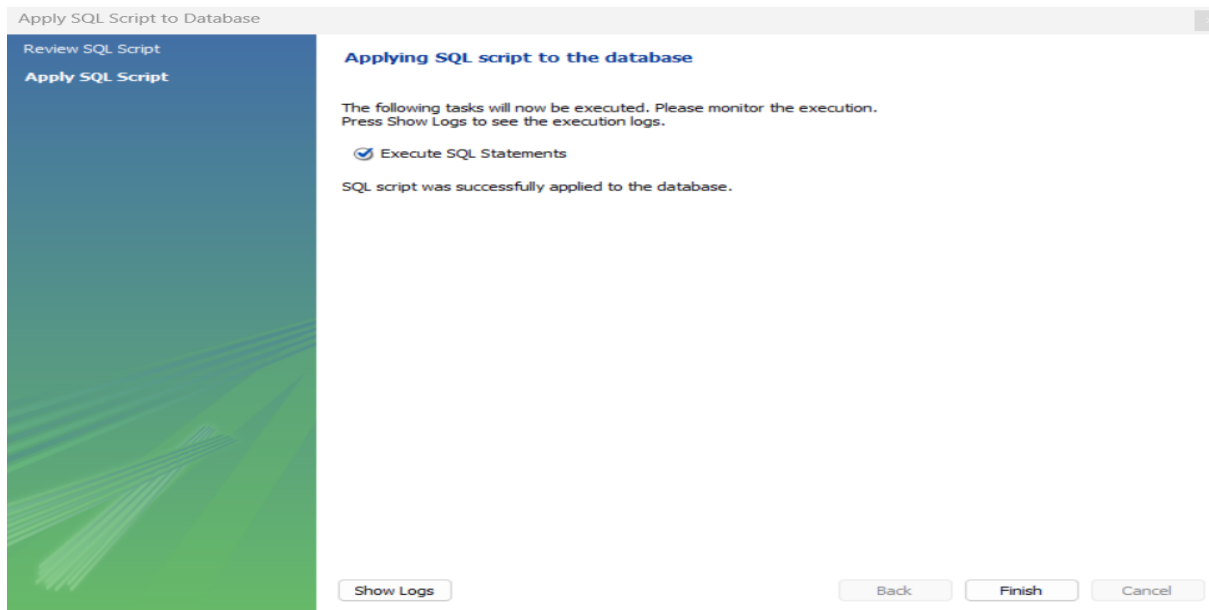 Apply SQL Script to Database
Review SQL Script
Apply SQL Script
Applying SQL script to the database
The following tasks will now be executed. Please monitor the execution.
Press Show Logs to see the execution logs.
Execute SQL Statements
SQL script was successfully applied to the database.
Show Logs
Back
Finish
Cancel